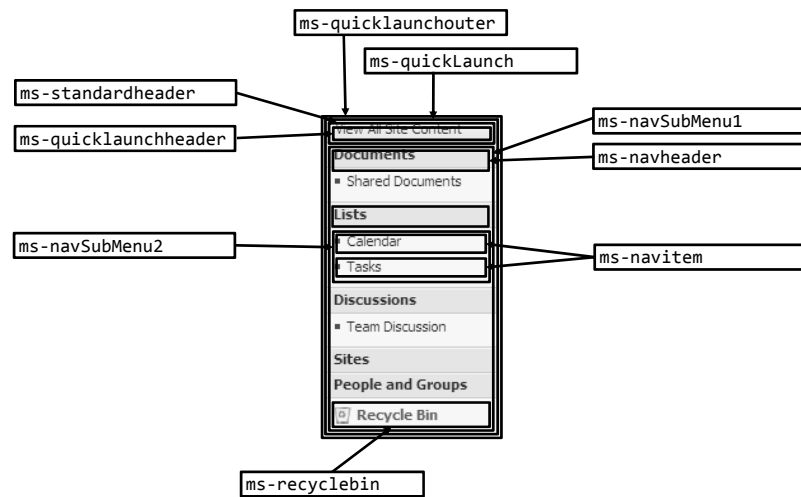 ms-quicklaunchouter
ms-quickLaunch
ms-standardheader
ms-quicklaunchheader
ms-navSubMenu1
ms-navheader
View All Site Content
Documents
Shared Documents
Lists
Calendar
Tasks
ms-navSubMenu2
ms-navitem
Discussions
Team Discussion
Sites
People and Groups
Recycle Bin
ms-recyclebin